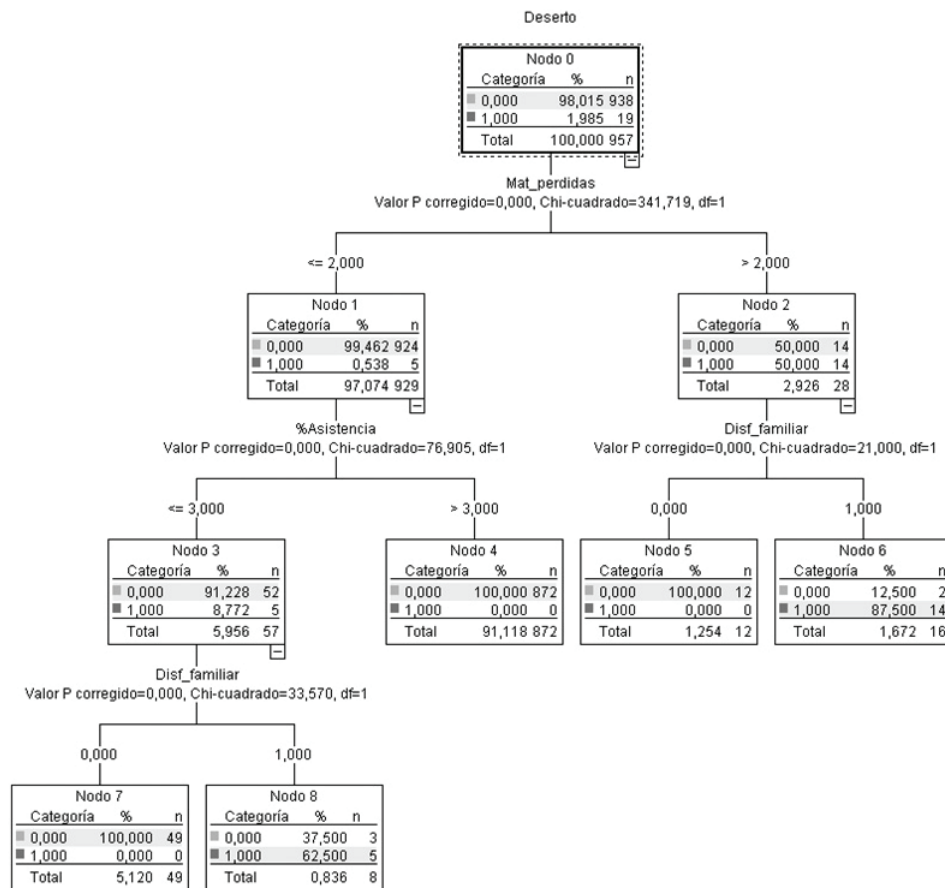 Deserto
Nodo 0
Categoría % n
0,000 98,015 938
1,000 1,985 19
Total 100,000 957
Mat_perdidas
Valor P corregido=0,000, Chi-cuadrado=341,719, df=1
<= 2,000
> 2,000
Nodo 1
Categoría % n
0,000 99,462 924
1,000 0,538 5
Total 97,074 929
Nodo 2
Categoría % n
0,000 50,000 14
1,000 50,000 14
Total 2,926 28
%Asistencia
Valor P corregido=0,000, Chi-cuadrado=76,905, df=1
Disf_familiar
Valor P corregido=0,000, Chi-cuadrado=21,000, df=1
<= 3,000
> 3,000
0,000
1,000
Nodo 3
Categoría % n
0,000 91,228 52
1,000 8,772 5
Total 5,956 57
Nodo 4
Categoría % n
0,000 100,000 872
1,000 0,000 0
Total 91,118 872
Nodo 5
Categoría % n
0,000 100,000 12
1,000 0,000 0
Total 1,254 12
Nodo 6
Categoría % n
0,000 12,500 2
1,000 87,500 14
Total 1,672 16
Disf_familiar
Valor P corregido=0,000, Chi-cuadrado=33,570, df=1
0,000
1,000
Nodo 7
Categoría % n
0,000 100,000 49
1,000 0,000 0
Total 5,120 49
Nodo 8
Categoría % n
0,000 37,500 3
1,000 62,500 5
Total 0,836 8